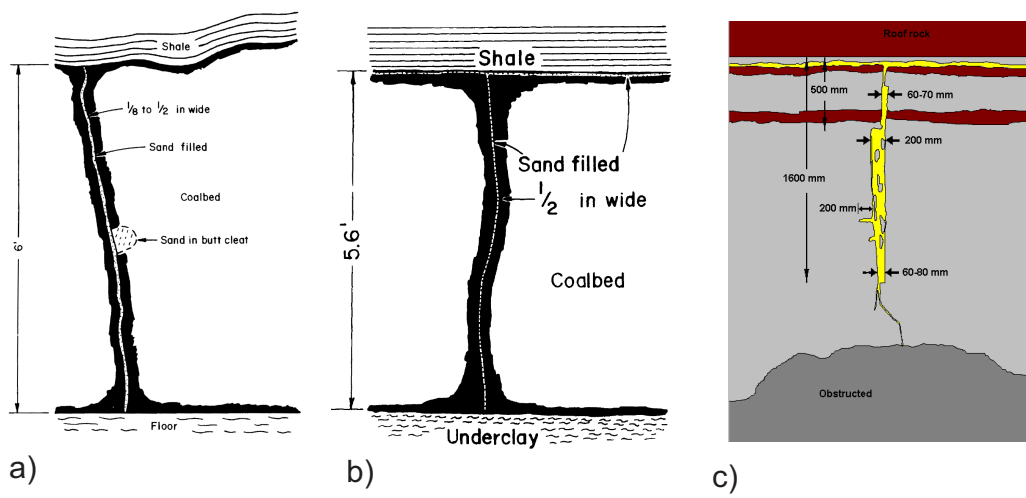 Shale
6'
1/8 to 1/2 in wide
Sand filled
Coalbed
Sand in butt cleat
Floor
a)
Shale
5.6'
Sand filled
1/2 in wide
Coalbed
Underclay
b)
c)
Roof rock
500 mm
60-70 mm
200 mm
1600 mm
200 mm
60-80 mm
Obstructed